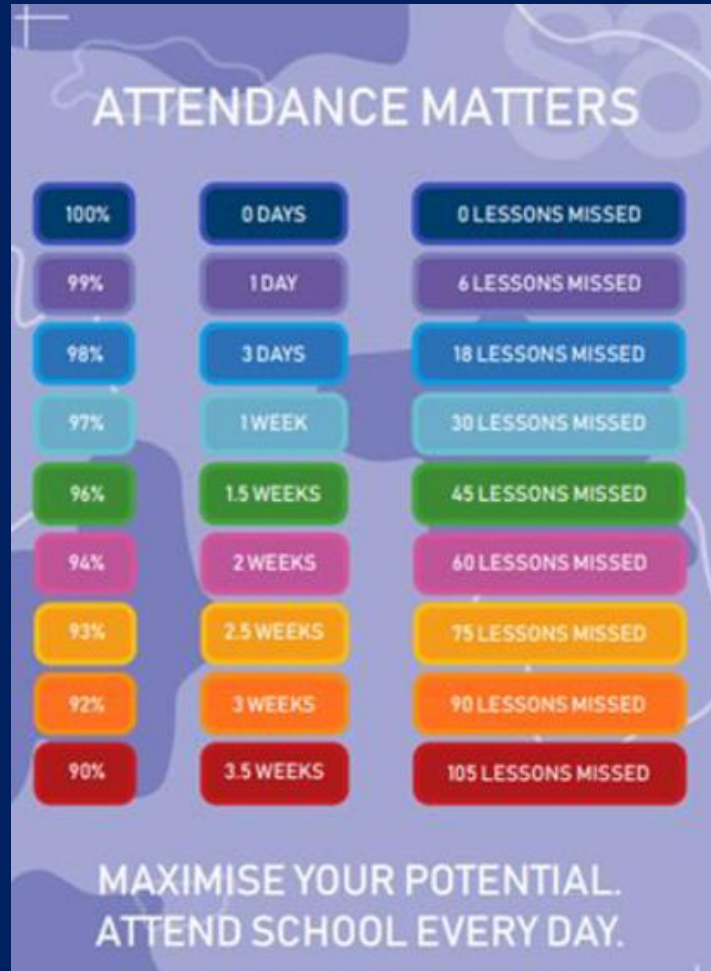 ATTENDANCE MATTERS
100% 0 DAYS 0 LESSONS MISSED
99% 1 DAY 6 LESSONS MISSED
98% 3 DAYS 18 LESSONS MISSED
97% 1 WEEK 30 LESSONS MISSED
96% 1.5 WEEKS 45 LESSONS MISSED
94% 2 WEEKS 60 LESSONS MISSED
93% 2.5 WEEKS 75 LESSONS MISSED
92% 3 WEEKS 90 LESSONS MISSED
90% 3.5 WEEKS 105 LESSONS MISSED
MAXIMISE YOUR POTENTIAL.
ATTEND SCHOOL EVERY DAY.